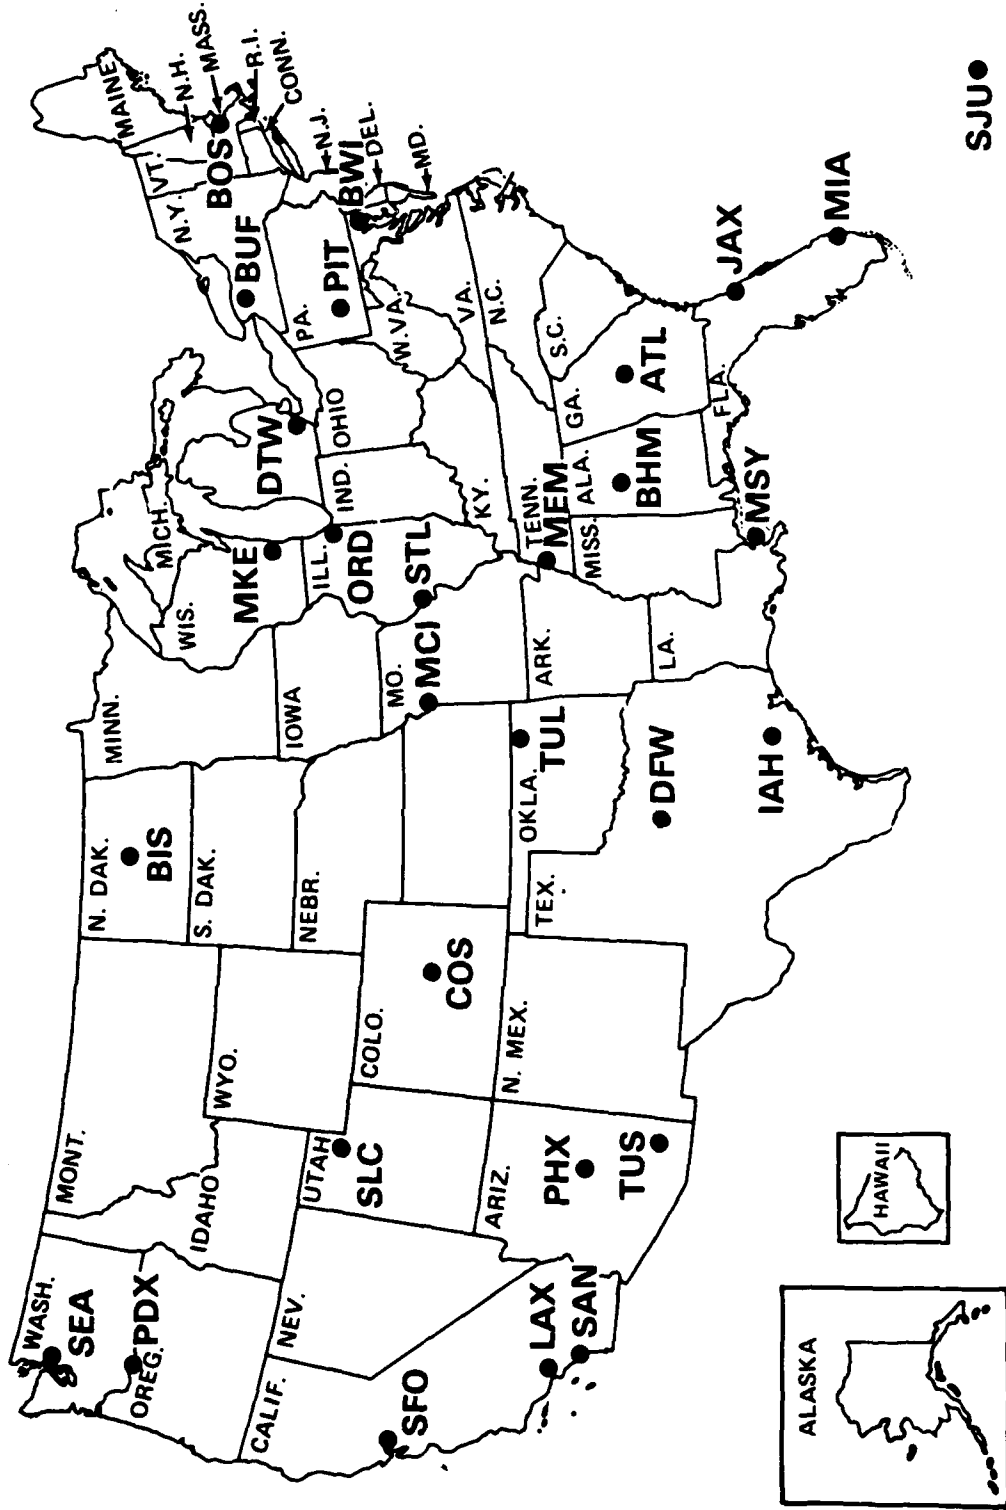 WASH.
SEA
PDX
OREG.
MONT.
IDAHO
WYO.
N. DAK.
BIS
S. DAK.
NEBR.
MINN.
IOWA
WIS.
MKE
MICH.
DTW
ILL.
ORD
IND.
OHIO
PA.
PIT
BUF
N.Y.
VT.
MAINE
N.H.
MASS.
BOS
R.I.
CONN.
N.J.
BWI
DEL.
MD.
W.VA.
VA.
N.C.
S.C.
KY.
TENN.
MEM
MO.
MCI
STL
CALIF.
SFO
NEV.
UTAH
SLC
COLO.
COS
ARIZ.
PHX
TUS
N. MEX.
LAX
SAN
OKLA.
TUL
TEX.
DFW
IAH
ARK.
LA.
MISS.
ALA.
BHM
GA.
ATL
MSY
FLA.
JAX
MIA
SJU
ALASKA
HAWAII